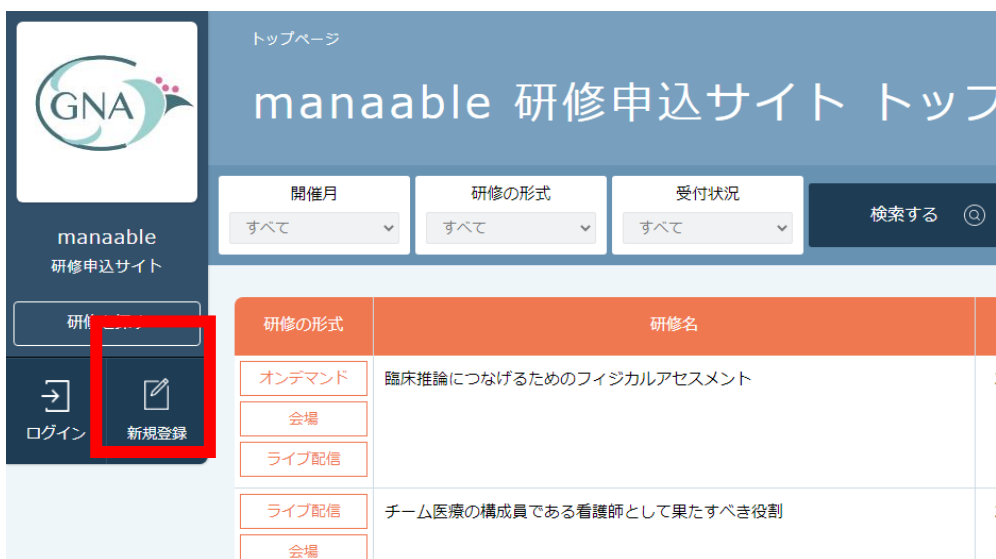 GNA
manaable
研修申込サイト
ログイン
新規登録
トップページ
manaable 研修申込サイト トップ
開催月
研修の形式
受付状況
すべて
すべて
すべて
検索する
研修の形式
研修名
オンデマンド
会場
ライブ配信
臨床推論につなげるためのフィジカルアセスメント
ライブ配信
会場
チーム医療の構成員である看護師として果たすべき役割